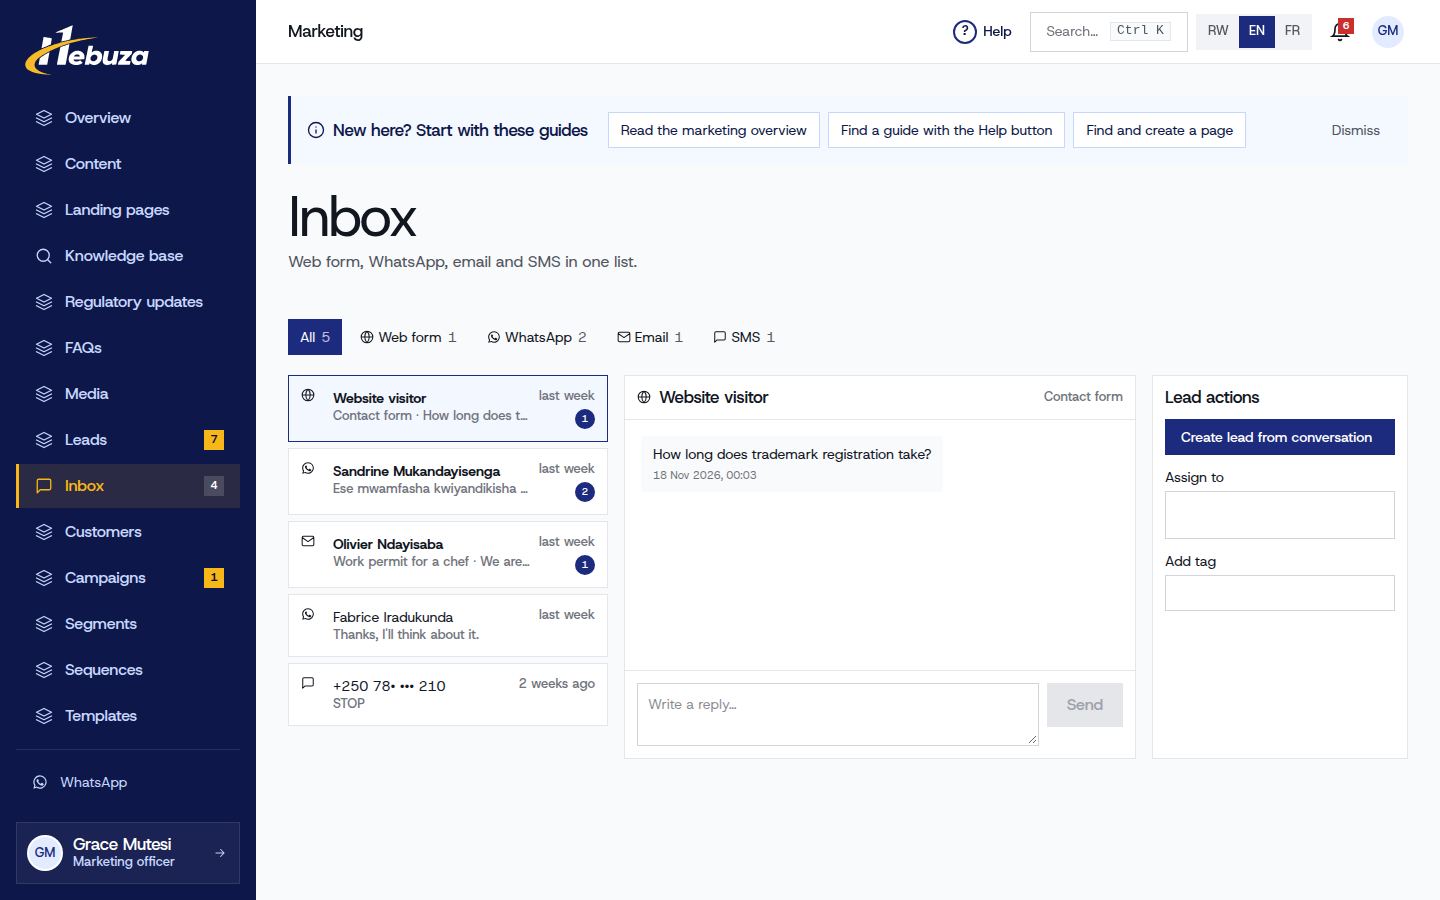 Hebuza
Overview
Content
Landing pages
Knowledge base
Regulatory updates
FAQs
Media
Leads 7
Inbox 4
Customers
Campaigns 1
Segments
Sequences
Templates
WhatsApp
GM Grace Mutesi
Marketing officer
Marketing
? Help
Search... Ctrl K
RW EN FR
6
GM
New here? Start with these guides
Read the marketing overview
Find a guide with the Help button
Find and create a page
Dismiss
Inbox
Web form, WhatsApp, email and SMS in one list.
All 5 Web form 1 WhatsApp 2 Email 1 SMS 1
Website visitor last week
Contact form · How long does t... 1
Sandrine Mukandayisenga last week
Ese mwamfasha kwiyandikisha ... 2
Olivier Ndayisaba last week
Work permit for a chef · We are... 1
Fabrice Iradukunda last week
Thanks, I'll think about it.
+250 78• ••• 210 2 weeks ago
STOP
Website visitor Contact form
How long does trademark registration take?
18 Nov 2026, 00:03
Write a reply...
Send
Lead actions
Create lead from conversation
Assign to
Add tag